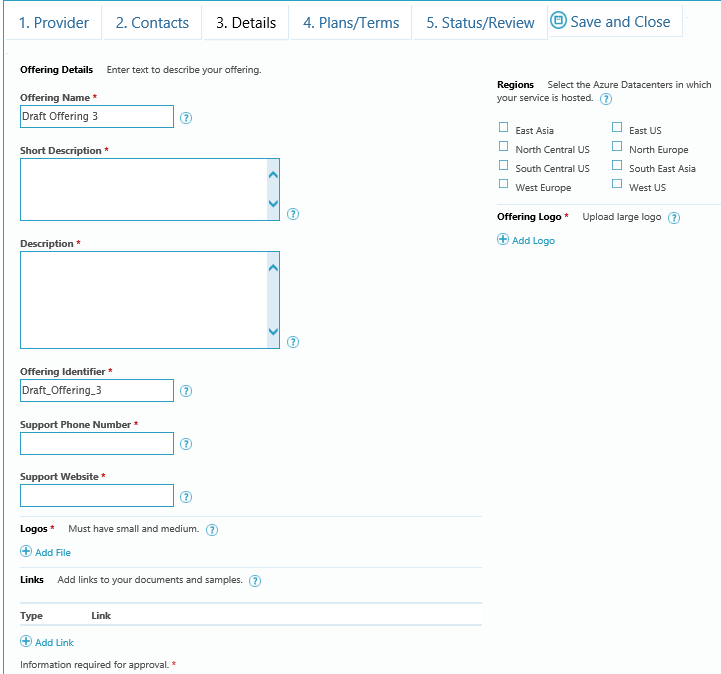 1. Provider 2. Contacts 3. Details 4. Plans/Terms 5. Status/Review Save and Close
Offering Details Enter text to describe your offering.
Offering Name *
Draft Offering 3 ?
Short Description *
?
Description *
?
Offering Identifier *
Draft_Offering_3 ?
Support Phone Number *
?
Support Website *
?
Logos * Must have small and medium. ?
Add File
Links Add links to your documents and samples. ?
Type Link
Add Link
Information required for approval. *
Regions Select the Azure Datacenters in which
your service is hosted. ?
East Asia East US
North Central US North Europe
South Central US South East Asia
West Europe West US
Offering Logo * Upload large logo ?
Add Logo